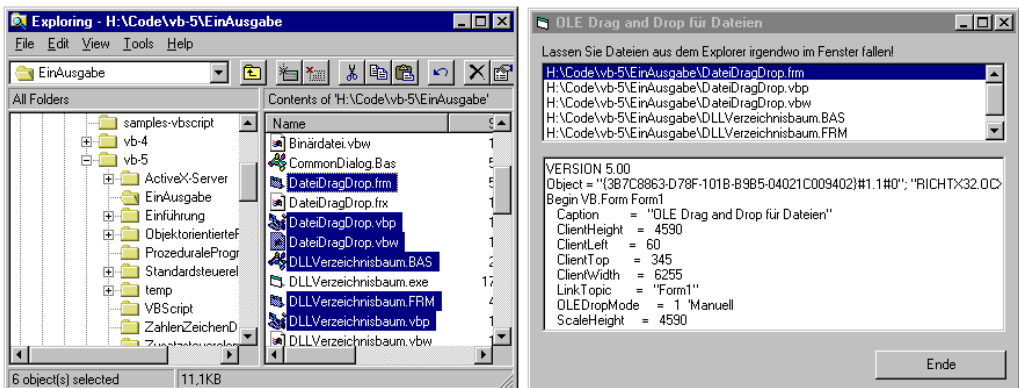 Exploring - H:\Code\vb-5\EinAusgabe
File Edit View Tools Help
EinAusgabe
All Folders
Contents of 'H:\Code\vb-5\EinAusgabe'
samples-vbscript
vb-4
vb-5
ActiveX-Server
EinAusgabe
Einführung
ObjektorientierteF
ProzeduraleProgr
Standardsteuerel
temp
VBScript
ZahlenZeichenD
Name
Binärdatei.vbw
CommonDialog.Bas
DateiDragDrop.frm
DateiDragDrop.frx
DateiDragDrop.vbp
DateiDragDrop.vbw
DLLVerzeichnisbaum.BAS
DLLVerzeichnisbaum.exe 17
DLLVerzeichnisbaum.FRM
DLLVerzeichnisbaum.vbp
DLLVerzeichnisbaum.vbw
6 object(s) selected 11,1KB
OLE Drag and Drop für Dateien
Lassen Sie Dateien aus dem Explorer irgendwo im Fenster fallen!
H:\Code\vb-5\EinAusgabe\DateiDragDrop.frm
H:\Code\vb-5\EinAusgabe\DateiDragDrop.vbp
H:\Code\vb-5\EinAusgabe\DateiDragDrop.vbw
H:\Code\vb-5\EinAusgabe\DLLVerzeichnisbaum.BAS
H:\Code\vb-5\EinAusgabe\DLLVerzeichnisbaum.FRM
VERSION 5.00
Object = "{3B7C8863-D78F-101B-B9B5-04021C009402}#1.1#0"; "RICHTX32.OC
Begin VB.Form Form1
Caption = "OLE Drag and Drop für Dateien"
ClientHeight = 4590
ClientLeft = 60
ClientTop = 345
ClientWidth = 6255
LinkTopic = "Form1"
OLEDropMode = 1 'Manuell
ScaleHeight = 4590
Ende